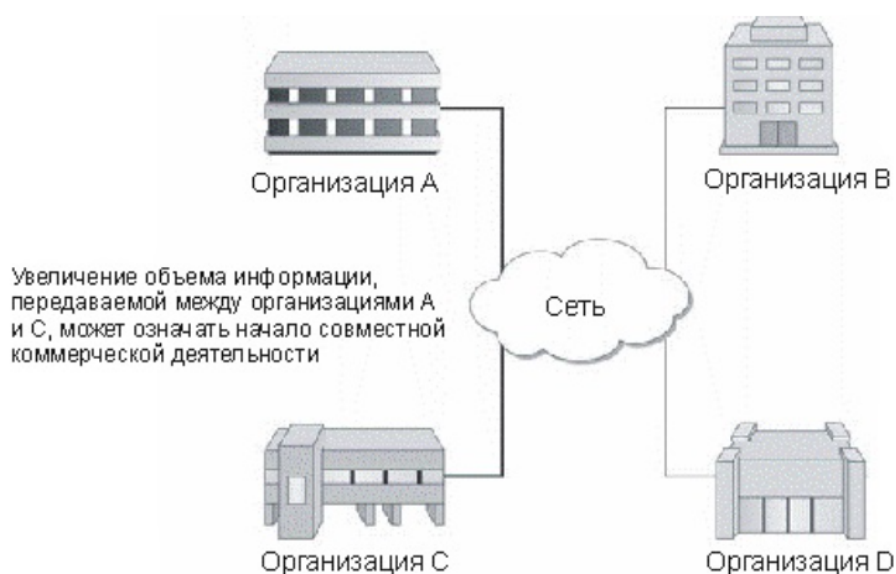 Организация A
Организация B
Увеличение объема информации,
передаваемой между организациями A
и C, может означать начало совместной
коммерческой деятельности
Сеть
Организация C
Организация D